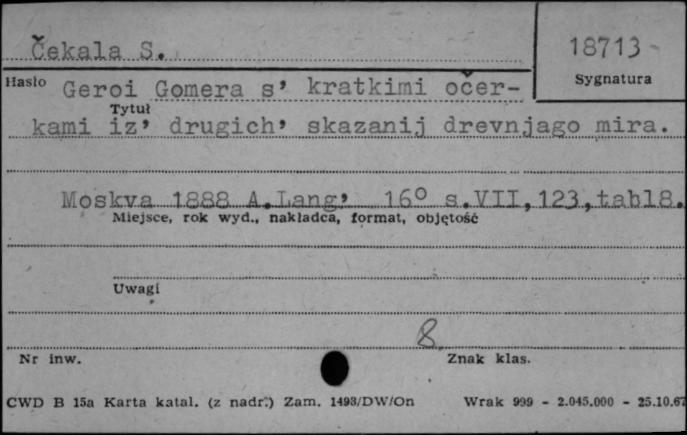 Čekala S.
18713
Hasło
Sygnatura
Geroi Gomera s' kratkimi očer-
Tytuł
kami iz' drugich' skazanij drevnjago mira.
Moskva 1888 A.Lang' 16° s.VII,123,tabl8.
Miejsce, rok wyd., nakładca, format, objętość
Uwagi
8
Nr inw.
Znak klas.
CWD B 15a Karta katal. (z nadr.) Zam. 1493/DW/On Wrak 999 - 2.045.000 - 25.10.67